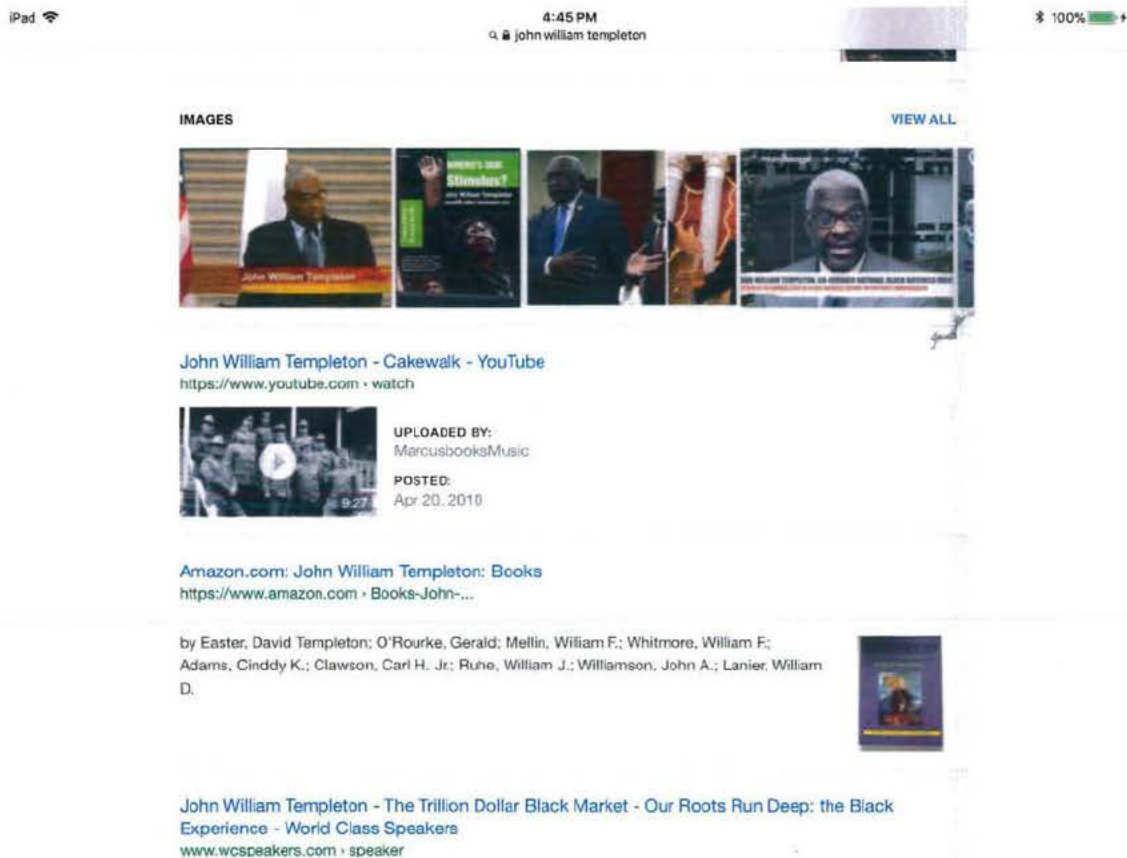 iPad
4:45 PM
100%
john william templeton
IMAGES
VIEW ALL
John William Templeton
WHERE'S OUR
Stimulus?
John William Templeton
John William Templeton - Cakewalk - YouTube
https://www.youtube.com › watch
9:27
UPLOADED BY:
MarcusbooksMusic
POSTED:
Apr 20, 2010
Amazon.com: John William Templeton: Books
https://www.amazon.com › Books-John-...
by Easter, David Templeton; O'Rourke, Gerald; Mellin, William F.; Whitmore, William F.;
Adams, Cinddy K.; Clawson, Carl H. Jr.; Ruhe, William J.; Williamson, John A.; Lanier, William
D.
John William Templeton - The Trillion Dollar Black Market - Our Roots Run Deep: the Black
Experience - World Class Speakers
www.wcspeakers.com › speaker